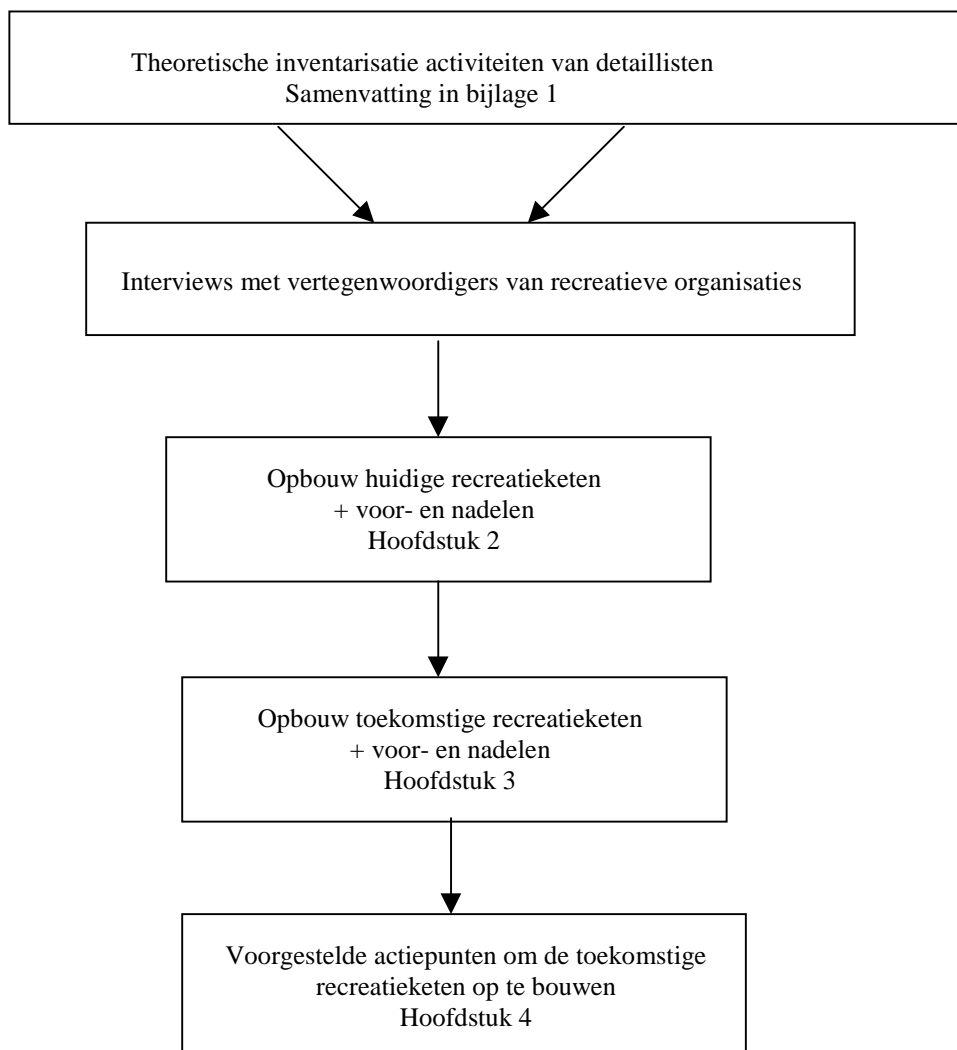 Theoretische inventarisatie activiteiten van detaillisten
Samenvatting in bijlage 1
Interviews met vertegenwoordigers van recreatieve organisaties
Opbouw huidige recreatieketen
+ voor- en nadelen
Hoofdstuk 2
Opbouw toekomstige recreatieketen
+ voor- en nadelen
Hoofdstuk 3
Voorgestelde actiepunten om de toekomstige
recreatieketen op te bouwen
Hoofdstuk 4